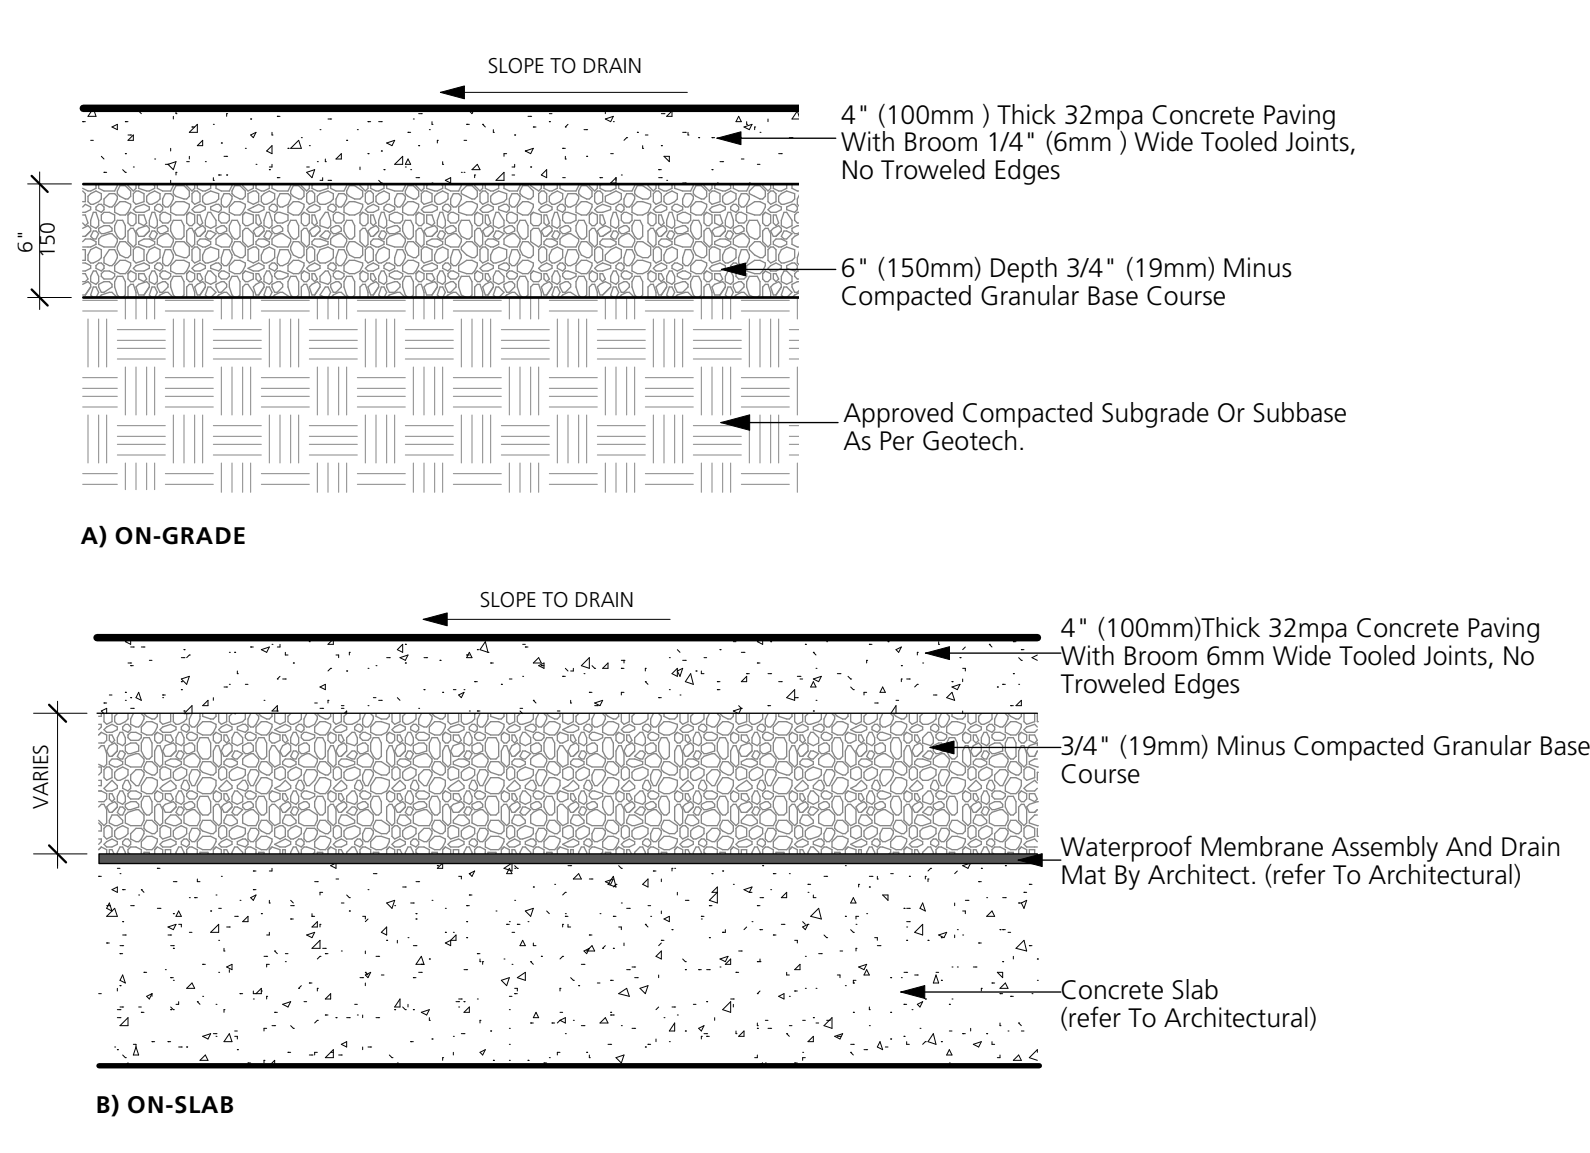 SLOPE TO DRAIN
4" (100mm ) Thick 32mpa Concrete Paving
With Broom 1/4" (6mm ) Wide Tooled Joints,
No Troweled Edges
6"
150
6" (150mm) Depth 3/4" (19mm) Minus
Compacted Granular Base Course
Approved Compacted Subgrade Or Subbase
As Per Geotech.
A) ON-GRADE
SLOPE TO DRAIN
4" (100mm)Thick 32mpa Concrete Paving
With Broom 6mm Wide Tooled Joints, No
Troweled Edges
VARIES
3/4" (19mm) Minus Compacted Granular Base
Course
Waterproof Membrane Assembly And Drain
Mat By Architect. (refer To Architectural)
Concrete Slab
(refer To Architectural)
B) ON-SLAB